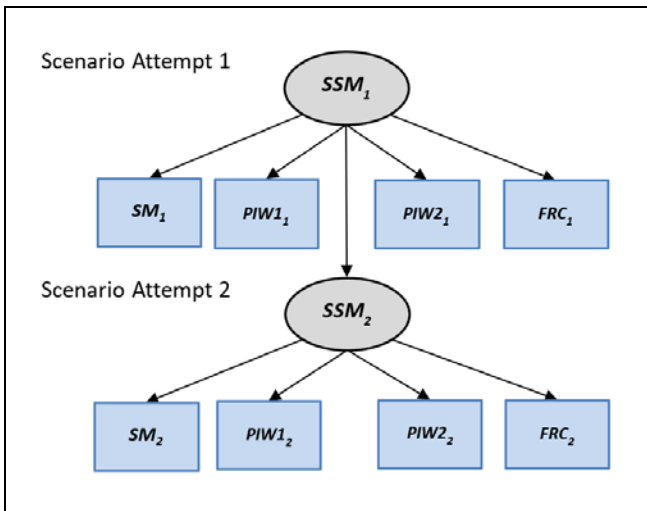 Scenario Attempt 1
SSM₁
SM₁
PIW1₁
PIW2₁
FRC₁
Scenario Attempt 2
SSM₂
SM₂
PIW1₂
PIW2₂
FRC₂